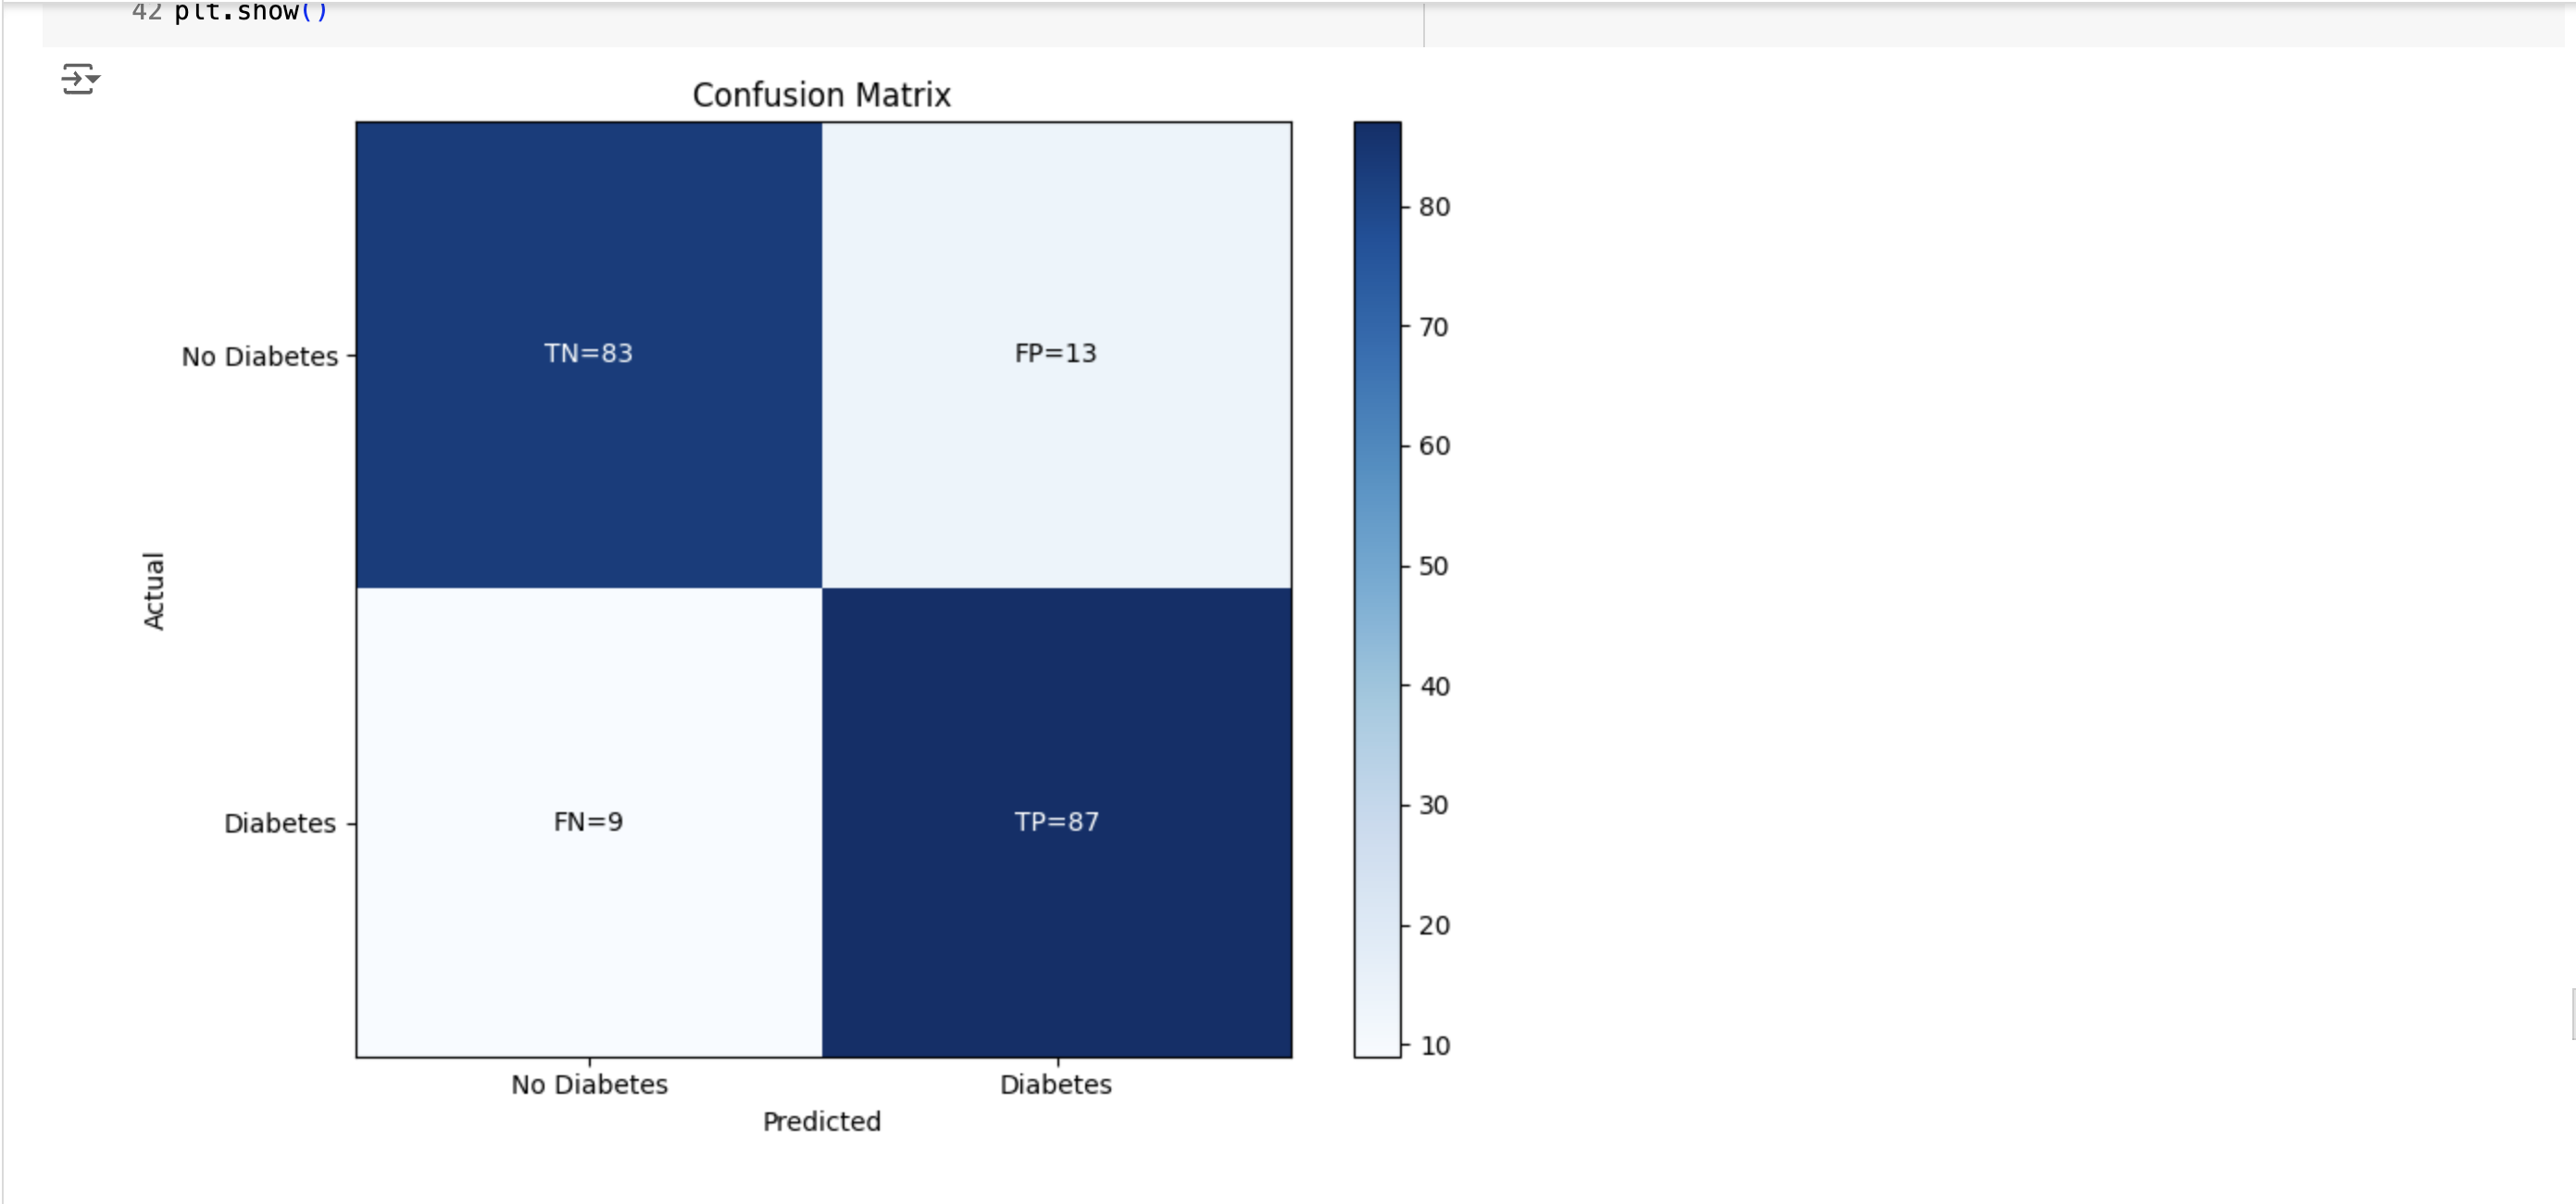 42 plt.show()
Confusion Matrix
No Diabetes
TN=83
FP=13
Actual
Diabetes
FN=9
TP=87
No Diabetes
Diabetes
Predicted
80
70
60
50
40
30
20
10